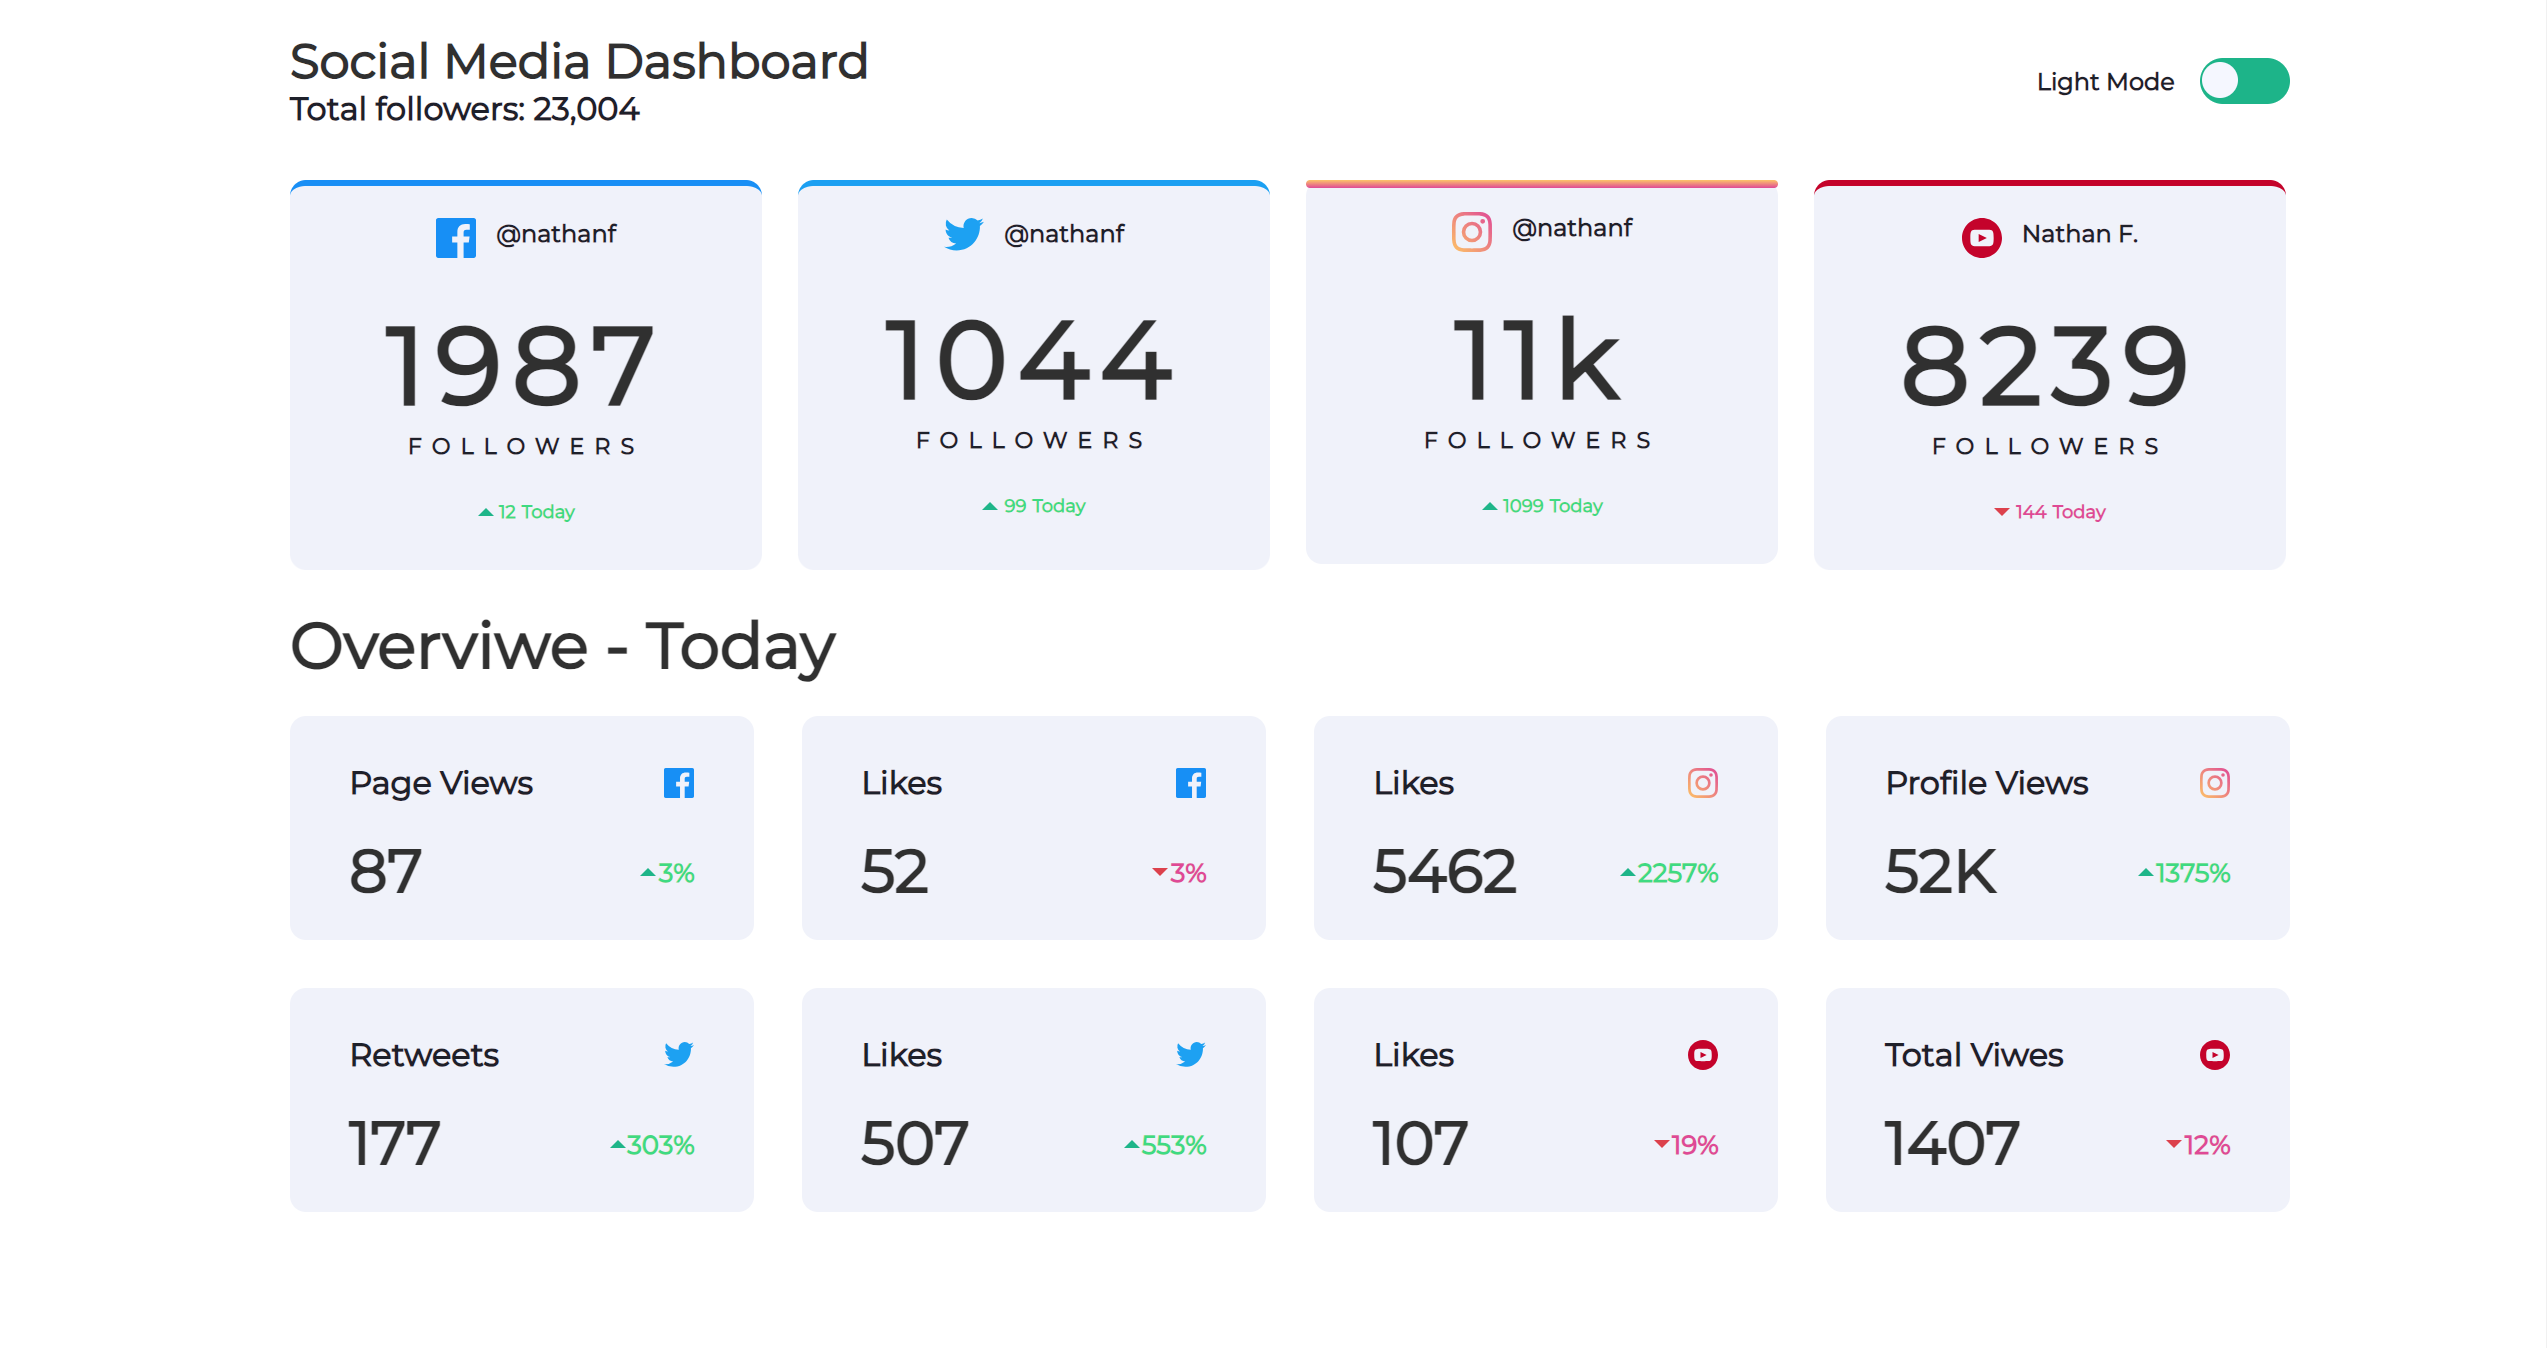 Social Media Dashboard
Total followers: 23,004
Light Mode
@nathanf
1987
FOLLOWERS
12 Today
@nathanf
1044
FOLLOWERS
99 Today
@nathanf
11k
FOLLOWERS
1099 Today
Nathan F.
8239
FOLLOWERS
144 Today
Overviwe - Today
Page Views
87
3%
Likes
52
3%
Likes
5462
2257%
Profile Views
52K
1375%
Retweets
177
303%
Likes
507
553%
Likes
107
19%
Total Viwes
1407
12%